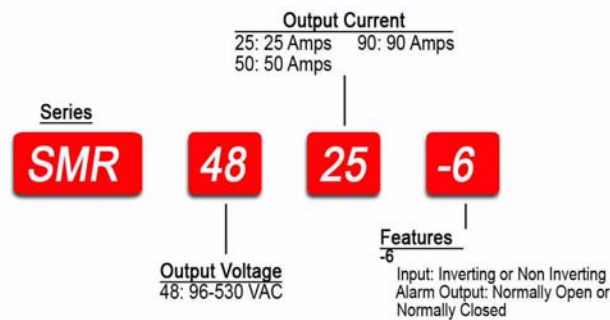 Output Current
25: 25 Amps 90: 90 Amps
50: 50 Amps
Series
SMR 48 25 -6
Output Voltage
48: 96-530 VAC
Features
-6
Input: Inverting or Non Inverting
Alarm Output: Normally Open or
Normally Closed